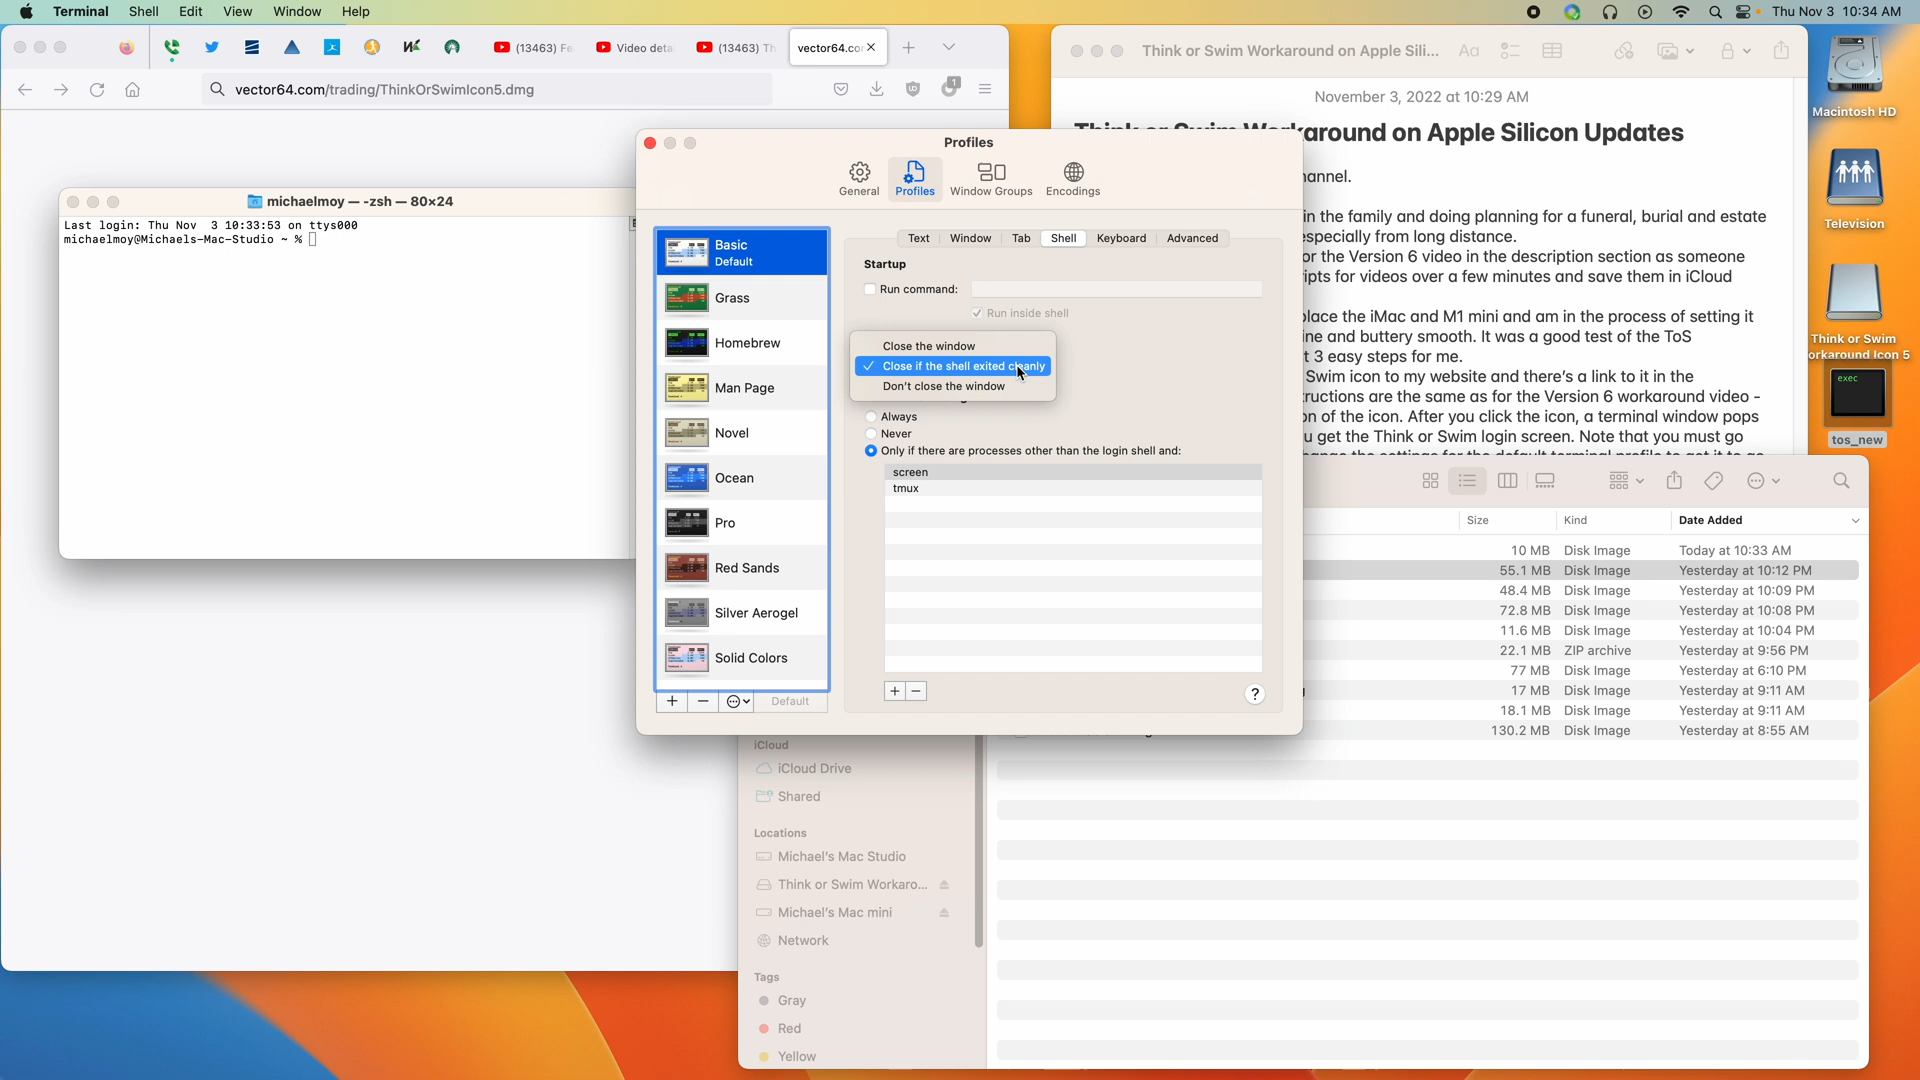 Terminal Shell Edit View Window Help
Thu Nov 3 10:34 AM
(13463) Fe
Video deta
(13463) Th
vector64.cor
vector64.com/trading/ThinkOrSwimIcon5.dmg
1
michaelmoy — -zsh — 80×24
Last login: Thu Nov  3 10:33:53 on ttys000
michaelmoy@Michaels-Mac-Studio ~ %
Profiles
General
Profiles
Window Groups
Encodings
Basic
Default
Grass
Homebrew
Man Page
Novel
Ocean
Pro
Red Sands
Silver Aerogel
Solid Colors
+ − Default
Text Window Tab Shell Keyboard Advanced
Startup
Run command:
Run inside shell
Close the window
Close if the shell exited cleanly
Don't close the window
Always
Never
Only if there are processes other than the login shell and:
screen
tmux
+ −
?
Think or Swim Workaround on Apple Sili...
Aa
November 3, 2022 at 10:29 AM
Think or Swim Workaround on Apple Silicon Updates
hannel.
in the family and doing planning for a funeral, burial and estate
especially from long distance.
or the Version 6 video in the description section as someone
ipts for videos over a few minutes and save them in iCloud
place the iMac and M1 mini and am in the process of setting it
ine and buttery smooth. It was a good test of the ToS
t 3 easy steps for me.
Swim icon to my website and there's a link to it in the
tructions are the same as for the Version 6 workaround video -
on of the icon. After you click the icon, a terminal window pops
u get the Think or Swim login screen. Note that you must go
Macintosh HD
Television
Think or Swim
orkaround Icon 5
exec
tos_new
Size Kind Date Added
10 MB Disk Image Today at 10:33 AM
55.1 MB Disk Image Yesterday at 10:12 PM
48.4 MB Disk Image Yesterday at 10:09 PM
72.8 MB Disk Image Yesterday at 10:08 PM
11.6 MB Disk Image Yesterday at 10:04 PM
22.1 MB ZIP archive Yesterday at 9:56 PM
77 MB Disk Image Yesterday at 6:10 PM
17 MB Disk Image Yesterday at 9:11 AM
18.1 MB Disk Image Yesterday at 9:11 AM
130.2 MB Disk Image Yesterday at 8:55 AM
iCloud
iCloud Drive
Shared
Locations
Michael's Mac Studio
Think or Swim Workaro...
Michael's Mac mini
Network
Tags
Gray
Red
Yellow